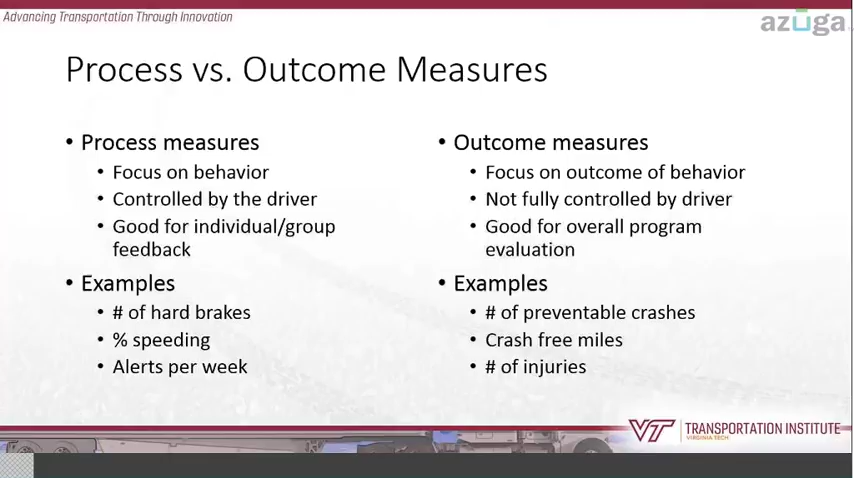 Advancing Transportation Through Innovation
azuga
Process vs. Outcome Measures
• Process measures
• Focus on behavior
• Controlled by the driver
• Good for individual/group
feedback
• Examples
• # of hard brakes
• % speeding
• Alerts per week
• Outcome measures
• Focus on outcome of behavior
• Not fully controlled by driver
• Good for overall program
evaluation
• Examples
• # of preventable crashes
• Crash free miles
• # of injuries
VT TRANSPORTATION INSTITUTE
VIRGINIA TECH